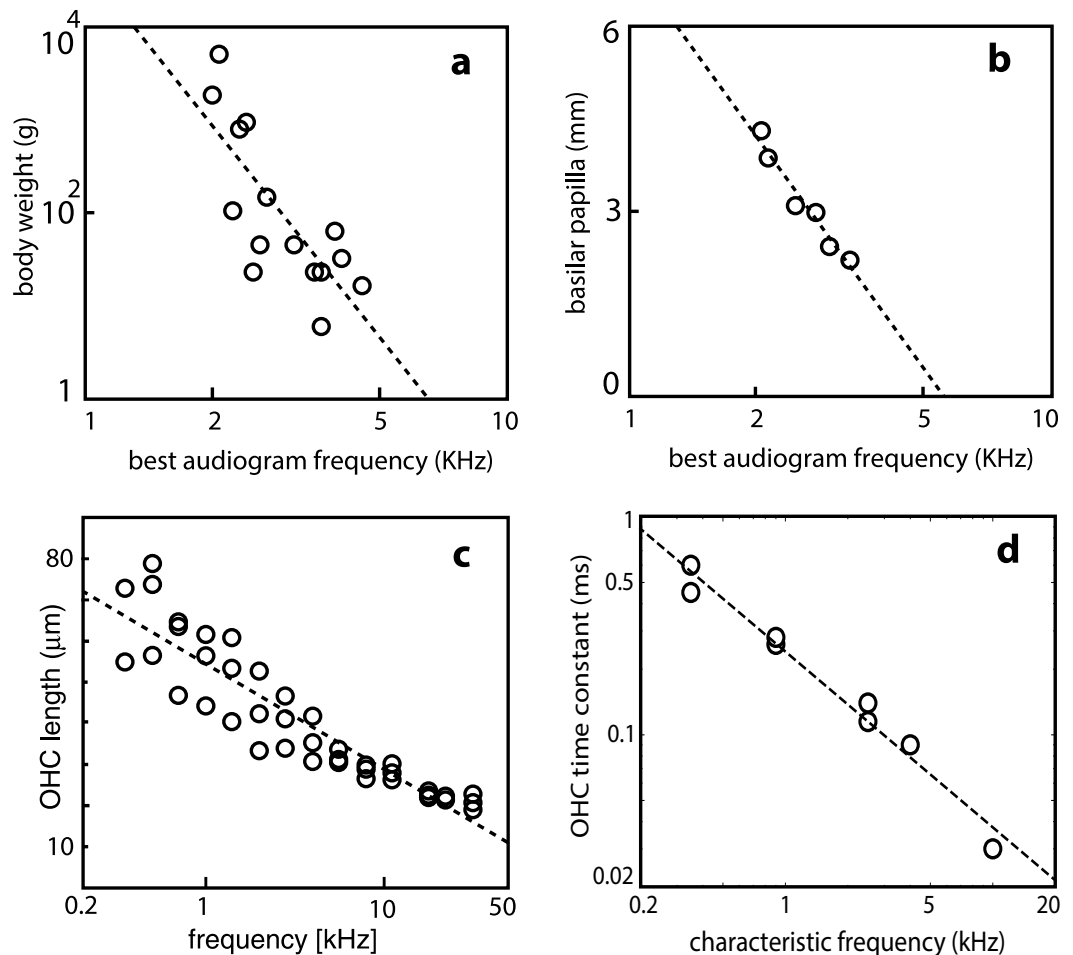 10^4
a
body weight (g)
10^2
1
1 2 5 10
best audiogram frequency (KHz)
6
b
basilar papilla (mm)
3
0
1 2 5 10
best audiogram frequency (KHz)
c
80
OHC length (μm)
10
0.2 1 10 50
frequency [kHz]
1
d
0.5
OHC time constant (ms)
0.1
0.02
0.2 1 5 20
characteristic frequency (kHz)